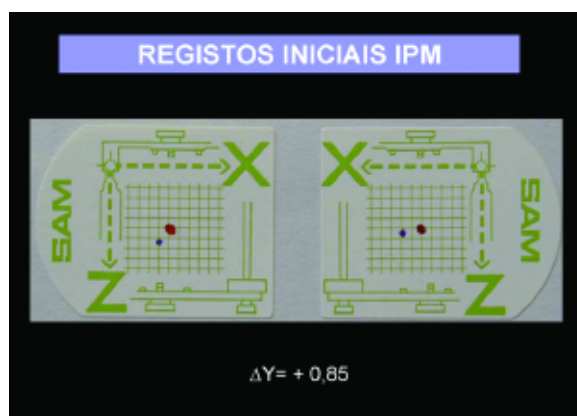 REGISTOS INICIAIS IPM
X
X
SAM
SAM
Z
Z
ΔY= + 0,85